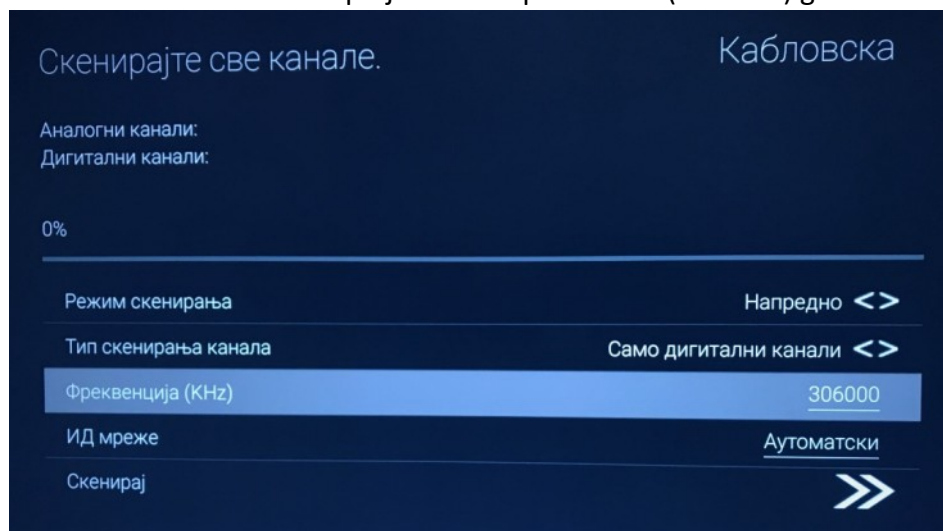 Скенирајте све канале.
Кабловска
Аналогни канали:
Дигитални канали:
0%
Режим скенирања Напредно <>
Тип скенирања канала Само дигитални канали <>
Фреквенција (KHz) 306000
ИД мреже Аутоматски
Скенирај